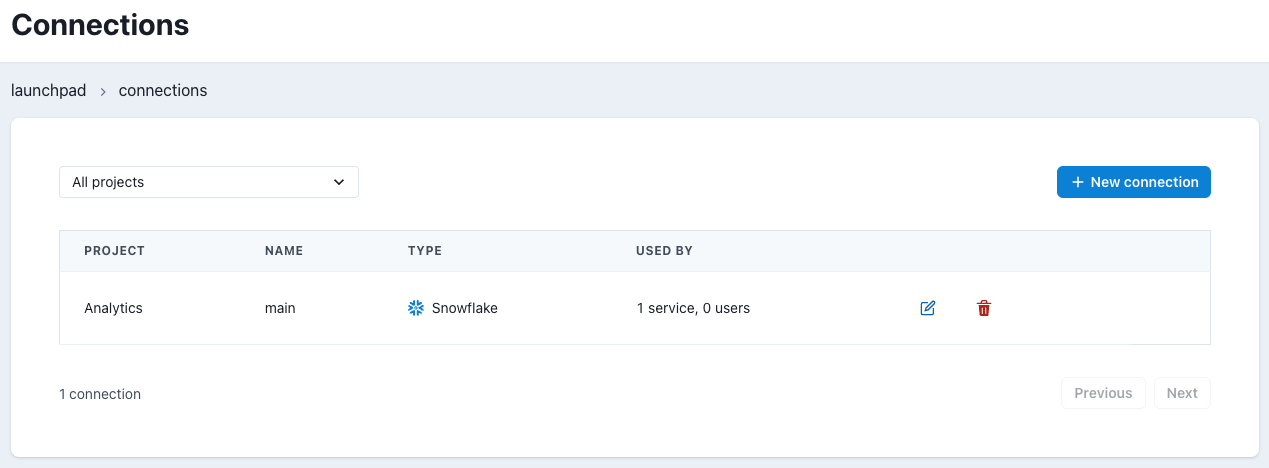 Connections
launchpad > connections
All projects
+ New connection
PROJECT NAME TYPE USED BY
Analytics main Snowflake 1 service, 0 users
1 connection
Previous Next